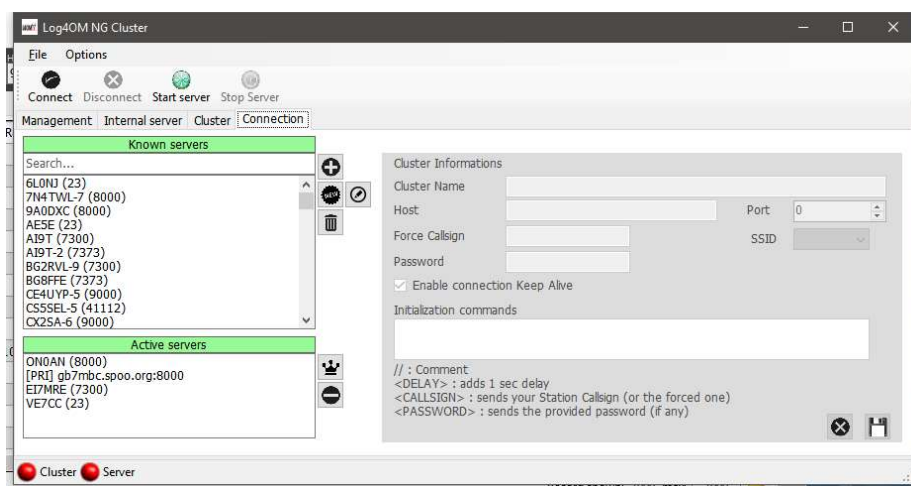 Log4OM NG Cluster
File Options
Connect Disconnect Start server Stop Server
Management Internal server Cluster Connection
Known servers
Search...
6L0NJ (23)
7N4TWL-7 (8000)
9A0DXC (8000)
AE5E (23)
AI9T (7300)
AI9T-2 (7373)
BG2RVL-9 (7300)
BG8FFE (7373)
CE4UYP-5 (9000)
CS5SEL-5 (41112)
CX2SA-6 (9000)
NEW
Active servers
ON0AN (8000)
[PRI] gb7mbc.spoo.org:8000
EI7MRE (7300)
VE7CC (23)
Cluster Informations
Cluster Name
Host Port 0
Force Callsign SSID
Password
Enable connection Keep Alive
Initialization commands
// : Comment
<DELAY> : adds 1 sec delay
<CALLSIGN> : sends your Station Callsign (or the forced one)
<PASSWORD> : sends the provided password (if any)
Cluster Server